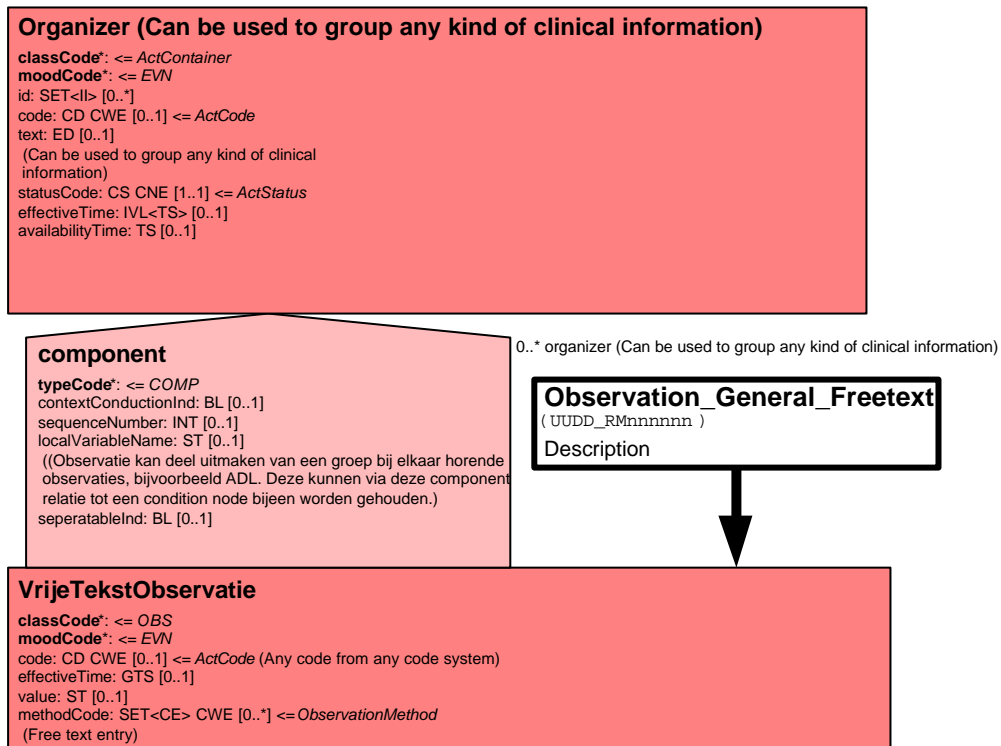 Organizer (Can be used to group any kind of clinical information)
classCode*: <= ActContainer
moodCode*: <= EVN
id: SET<II> [0..*]
code: CD CWE [0..1] <= ActCode
text: ED [0..1]
(Can be used to group any kind of clinical
information)
statusCode: CS CNE [1..1] <= ActStatus
effectiveTime: IVL<TS> [0..1]
availabilityTime: TS [0..1]
component
typeCode*: <= COMP
contextConductionInd: BL [0..1]
sequenceNumber: INT [0..1]
localVariableName: ST [0..1]
((Observatie kan deel uitmaken van een groep bij elkaar horende
observaties, bijvoorbeeld ADL. Deze kunnen via deze component
relatie tot een condition node bijeen worden gehouden.)
seperatableInd: BL [0..1]
0..* organizer (Can be used to group any kind of clinical information)
Observation_General_Freetext
(UUDD_RMnnnnnn )
Description
VrijeTekstObservatie
classCode*: <= OBS
moodCode*: <= EVN
code: CD CWE [0..1] <= ActCode (Any code from any code system)
effectiveTime: GTS [0..1]
value: ST [0..1]
methodCode: SET<CE> CWE [0..*] <= ObservationMethod
(Free text entry)